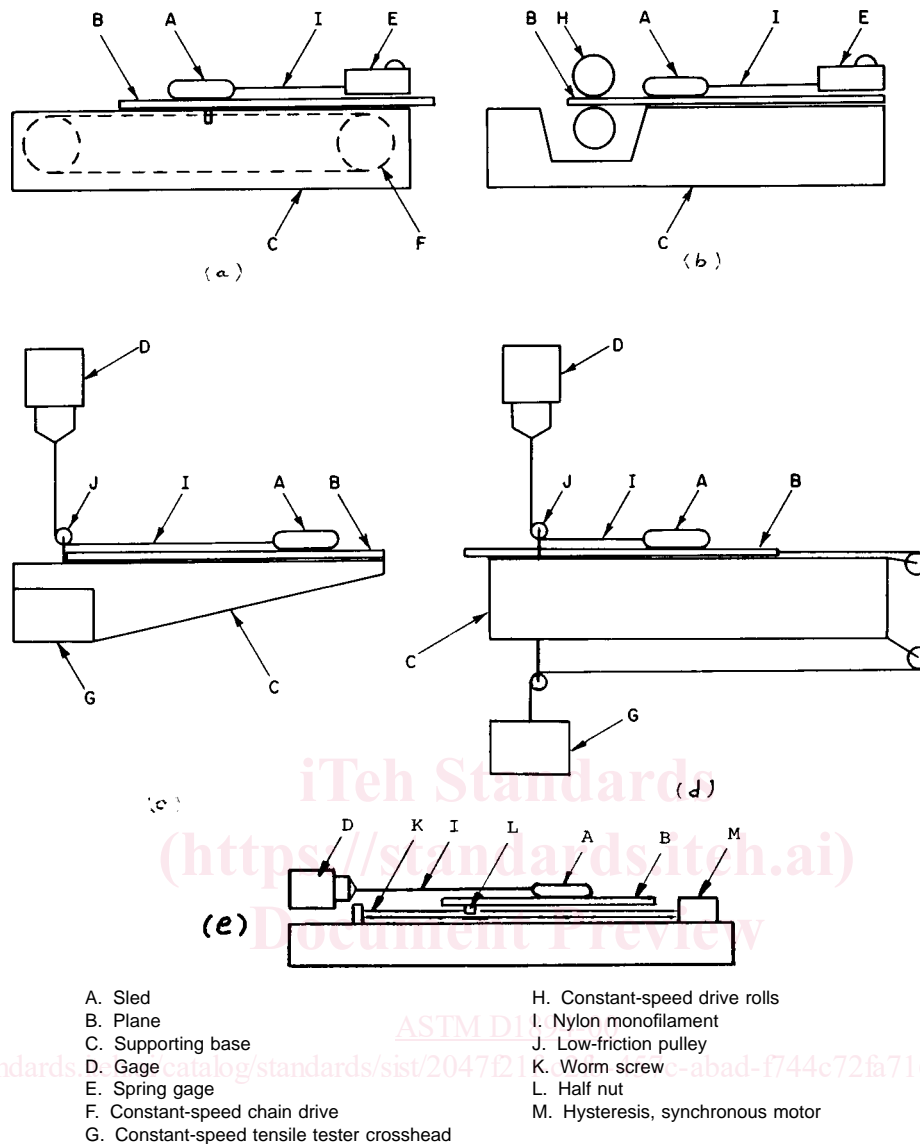 B A I E
B H A I E
C F
(a)
C
(b)
D
J I A B
G C
D
J I A B
C
G
(c)
(d)
iTeh Standards
(https://standards.iteh.ai)
Document Preview
D K I L A B M
(e)
A. Sled
B. Plane
C. Supporting base
D. Gage
E. Spring gage
F. Constant-speed chain drive
G. Constant-speed tensile tester crosshead
H. Constant-speed drive rolls
I. Nylon monofilament
J. Low-friction pulley
K. Worm screw
L. Half nut
M. Hysteresis, synchronous motor
ASTM